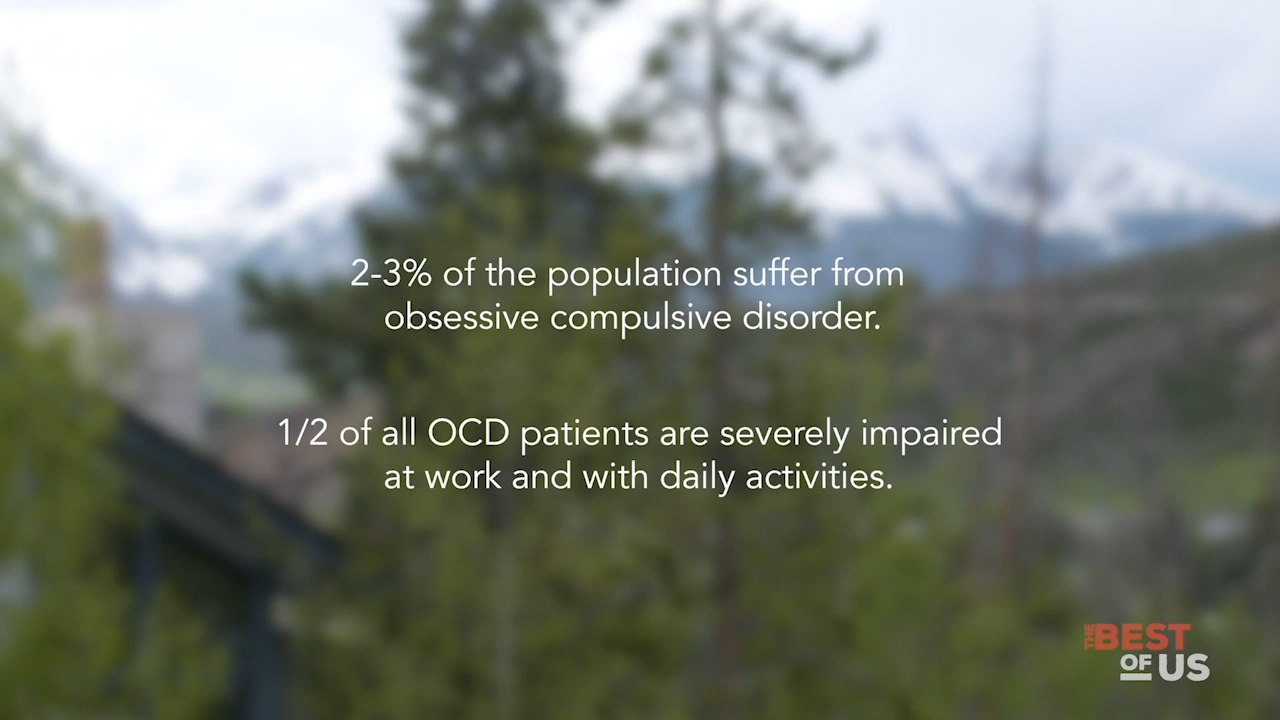 2-3% of the population suffer from
obsessive compulsive disorder.
1/2 of all OCD patients are severely impaired
at work and with daily activities.
THE BEST
OF US